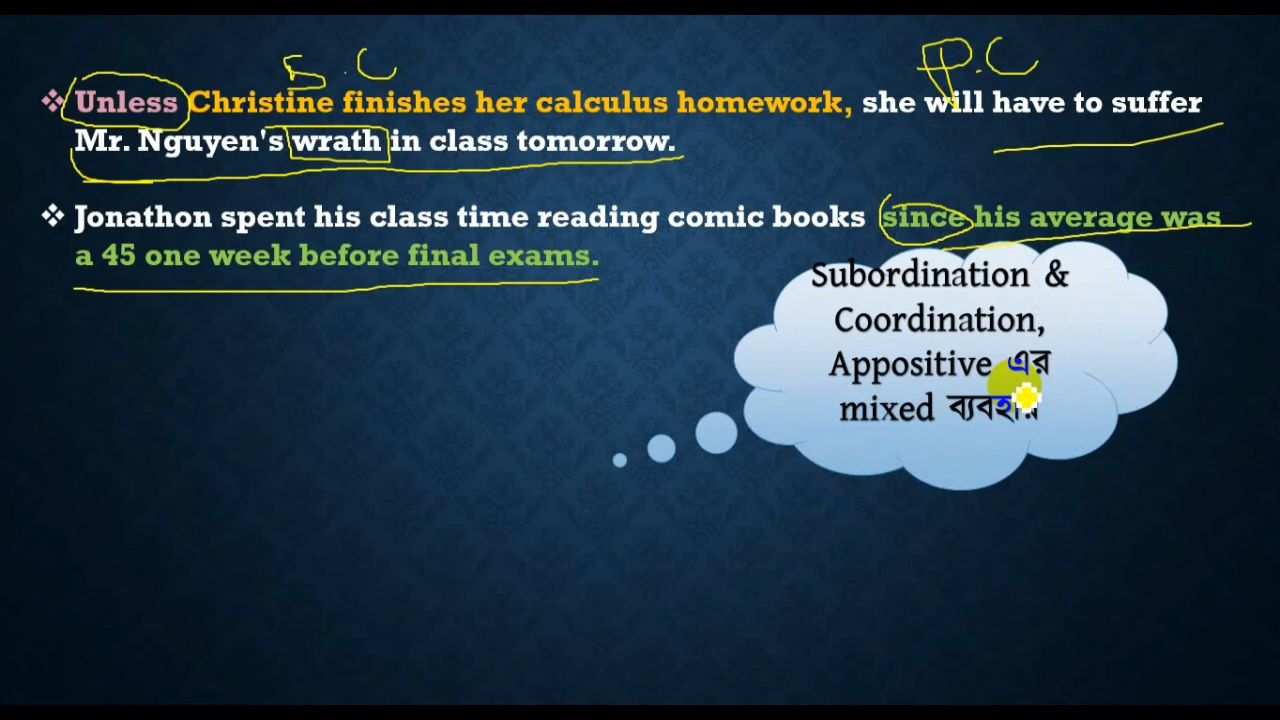 S.C
P.C
❖ Unless Christine finishes her calculus homework, she will have to suffer
Mr. Nguyen's wrath in class tomorrow.
❖ Jonathon spent his class time reading comic books since his average was
a 45 one week before final exams.
Subordination &
Coordination,
Appositive এর
mixed ব্যবহার